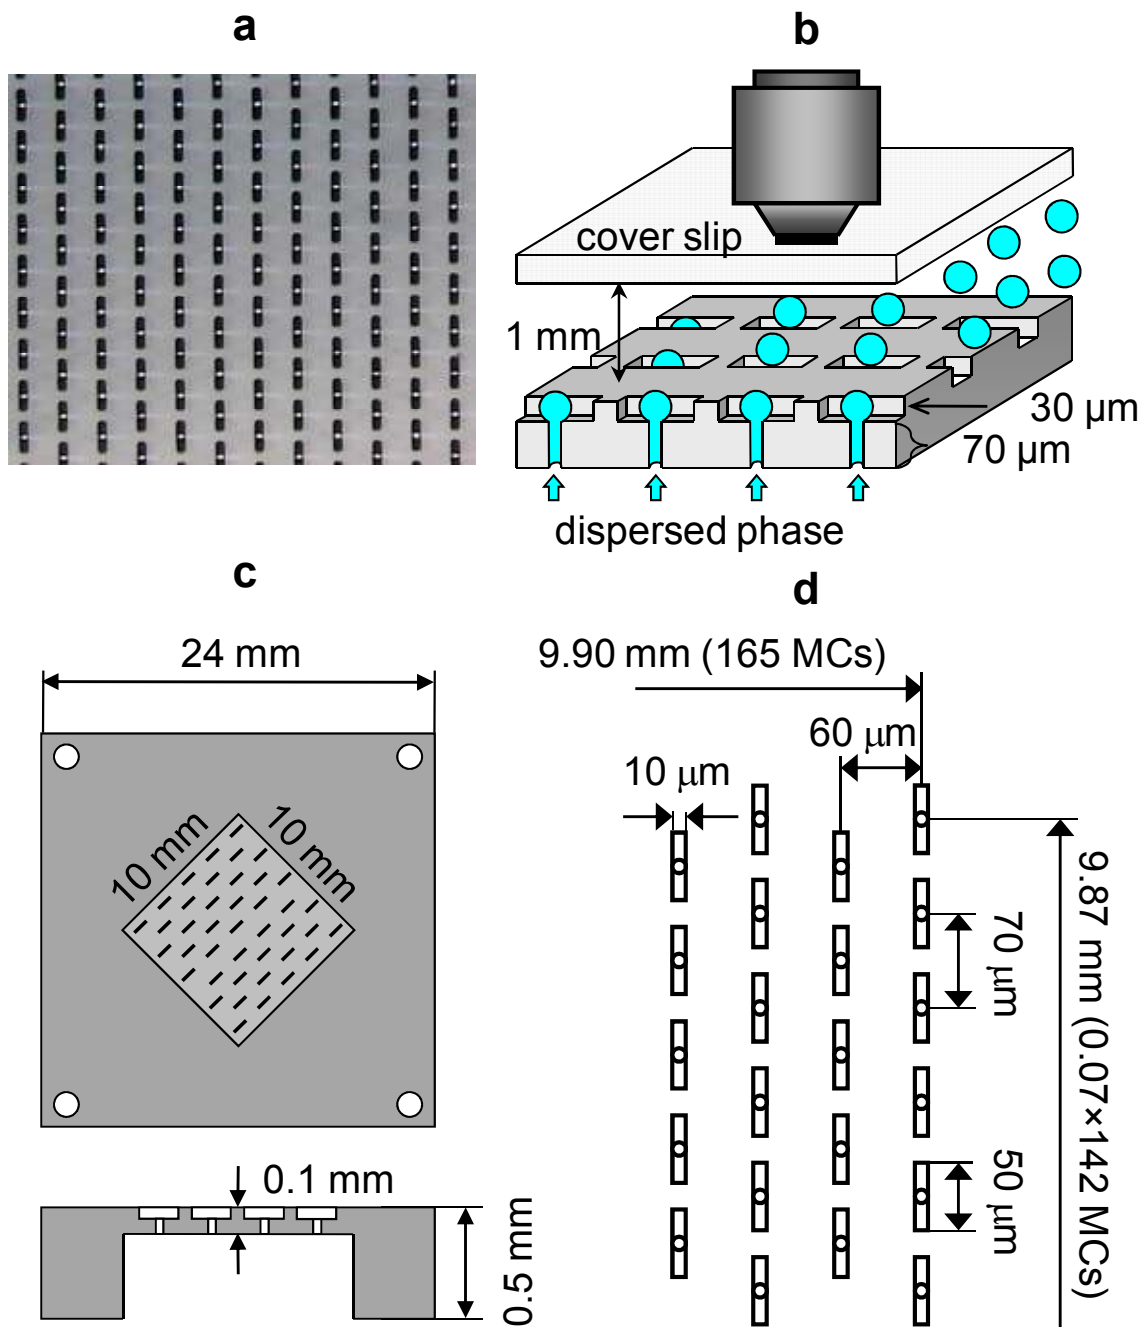 a
b
cover slip
1 mm
30 µm
70 µm
dispersed phase
c
24 mm
10 mm
10 mm
0.1 mm
0.5 mm
d
9.90 mm (165 MCs)
60 µm
10 µm
70 µm
50 µm
9.87 mm (0.07×142 MCs)